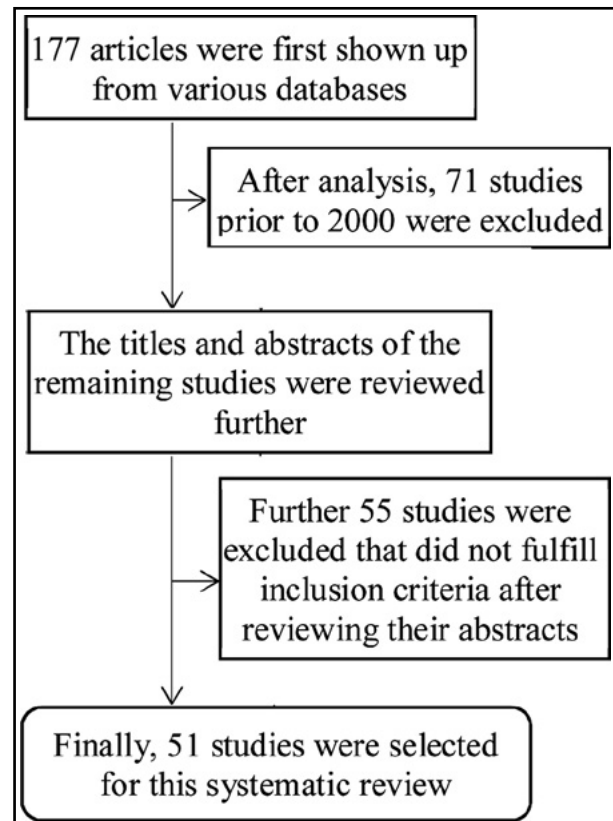 177 articles were first shown up
from various databases
After analysis, 71 studies
prior to 2000 were excluded
The titles and abstracts of the
remaining studies were reviewed
further
Further 55 studies were
excluded that did not fulfill
inclusion criteria after
reviewing their abstracts
Finally, 51 studies were selected
for this systematic review